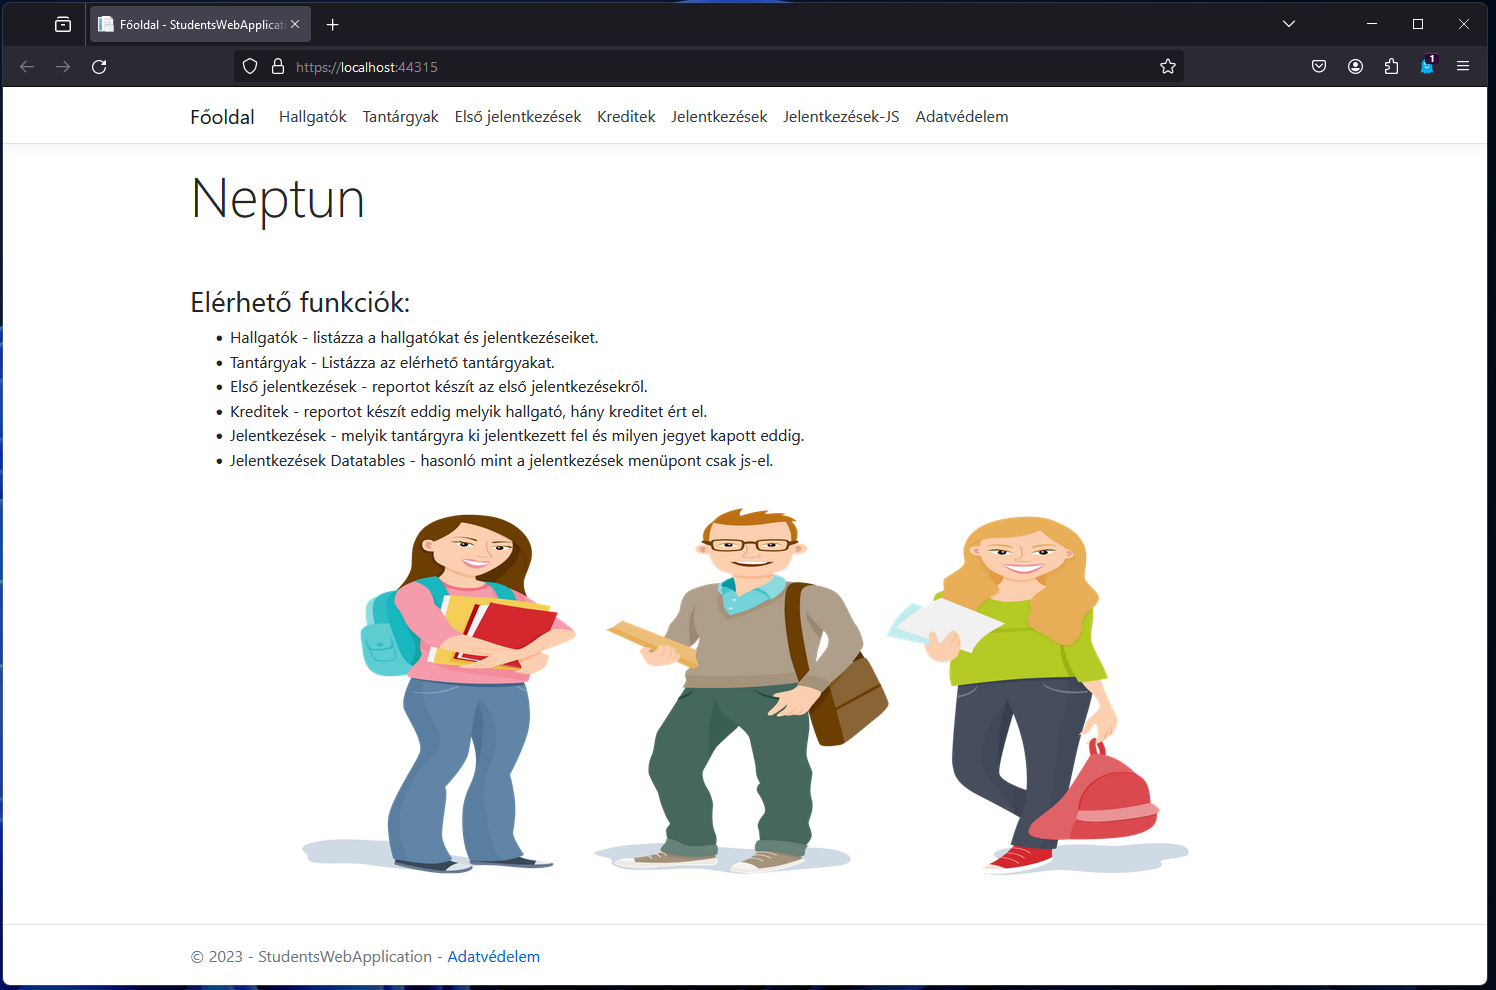 Főoldal - StudentsWebApplicati
https://localhost:44315
1
Főoldal Hallgatók Tantárgyak Első jelentkezések Kreditek Jelentkezések Jelentkezések-JS Adatvédelem
Neptun
Elérhető funkciók:
Hallgatók - listázza a hallgatókat és jelentkezéseiket.
Tantárgyak - Listázza az elérhető tantárgyakat.
Első jelentkezések - reportot készít az első jelentkezésekről.
Kreditek - reportot készít eddig melyik hallgató, hány kreditet ért el.
Jelentkezések - melyik tantárgyra ki jelentkezett fel és milyen jegyet kapott eddig.
Jelentkezések Datatables - hasonló mint a jelentkezések menüpont csak js-el.
© 2023 - StudentsWebApplication - Adatvédelem